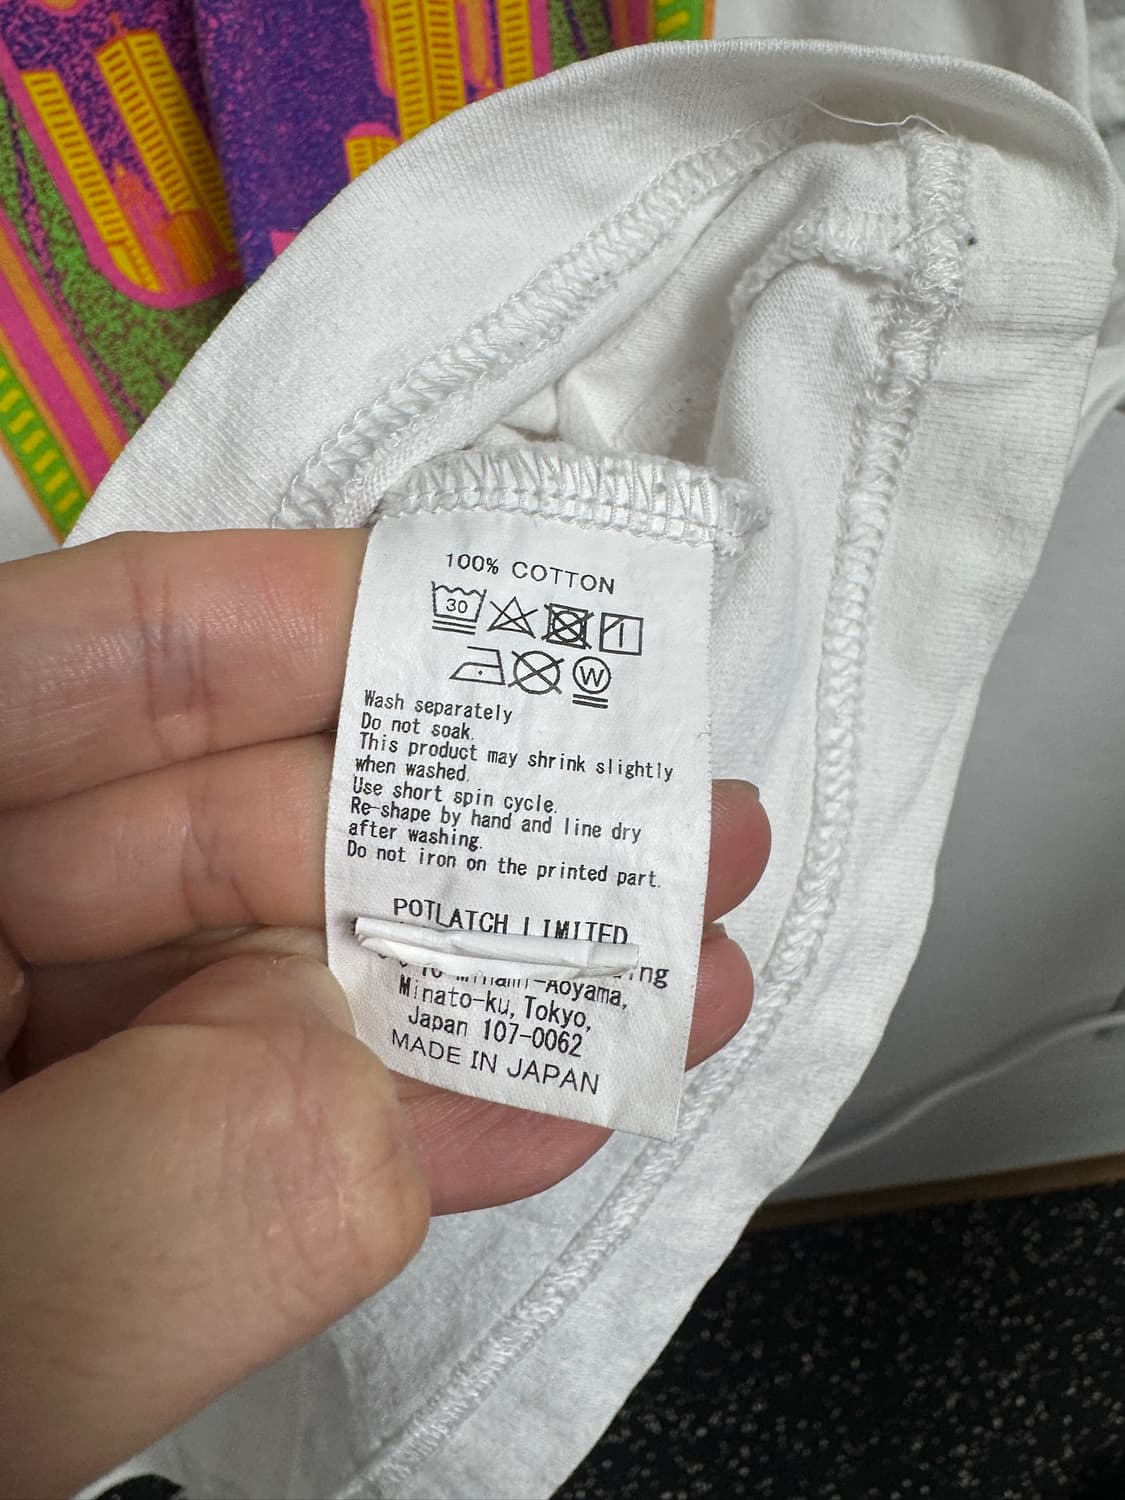 100% COTTON
30
W
Wash separately
Do not soak.
This product may shrink slightly
when washed.
Use short spin cycle.
Re-shape by hand and line dry
after washing.
Do not iron on the printed part.
POTLATCH LIMITED
Minami-Aoyama,
Minato-ku, Tokyo,
Japan 107-0062
MADE IN JAPAN